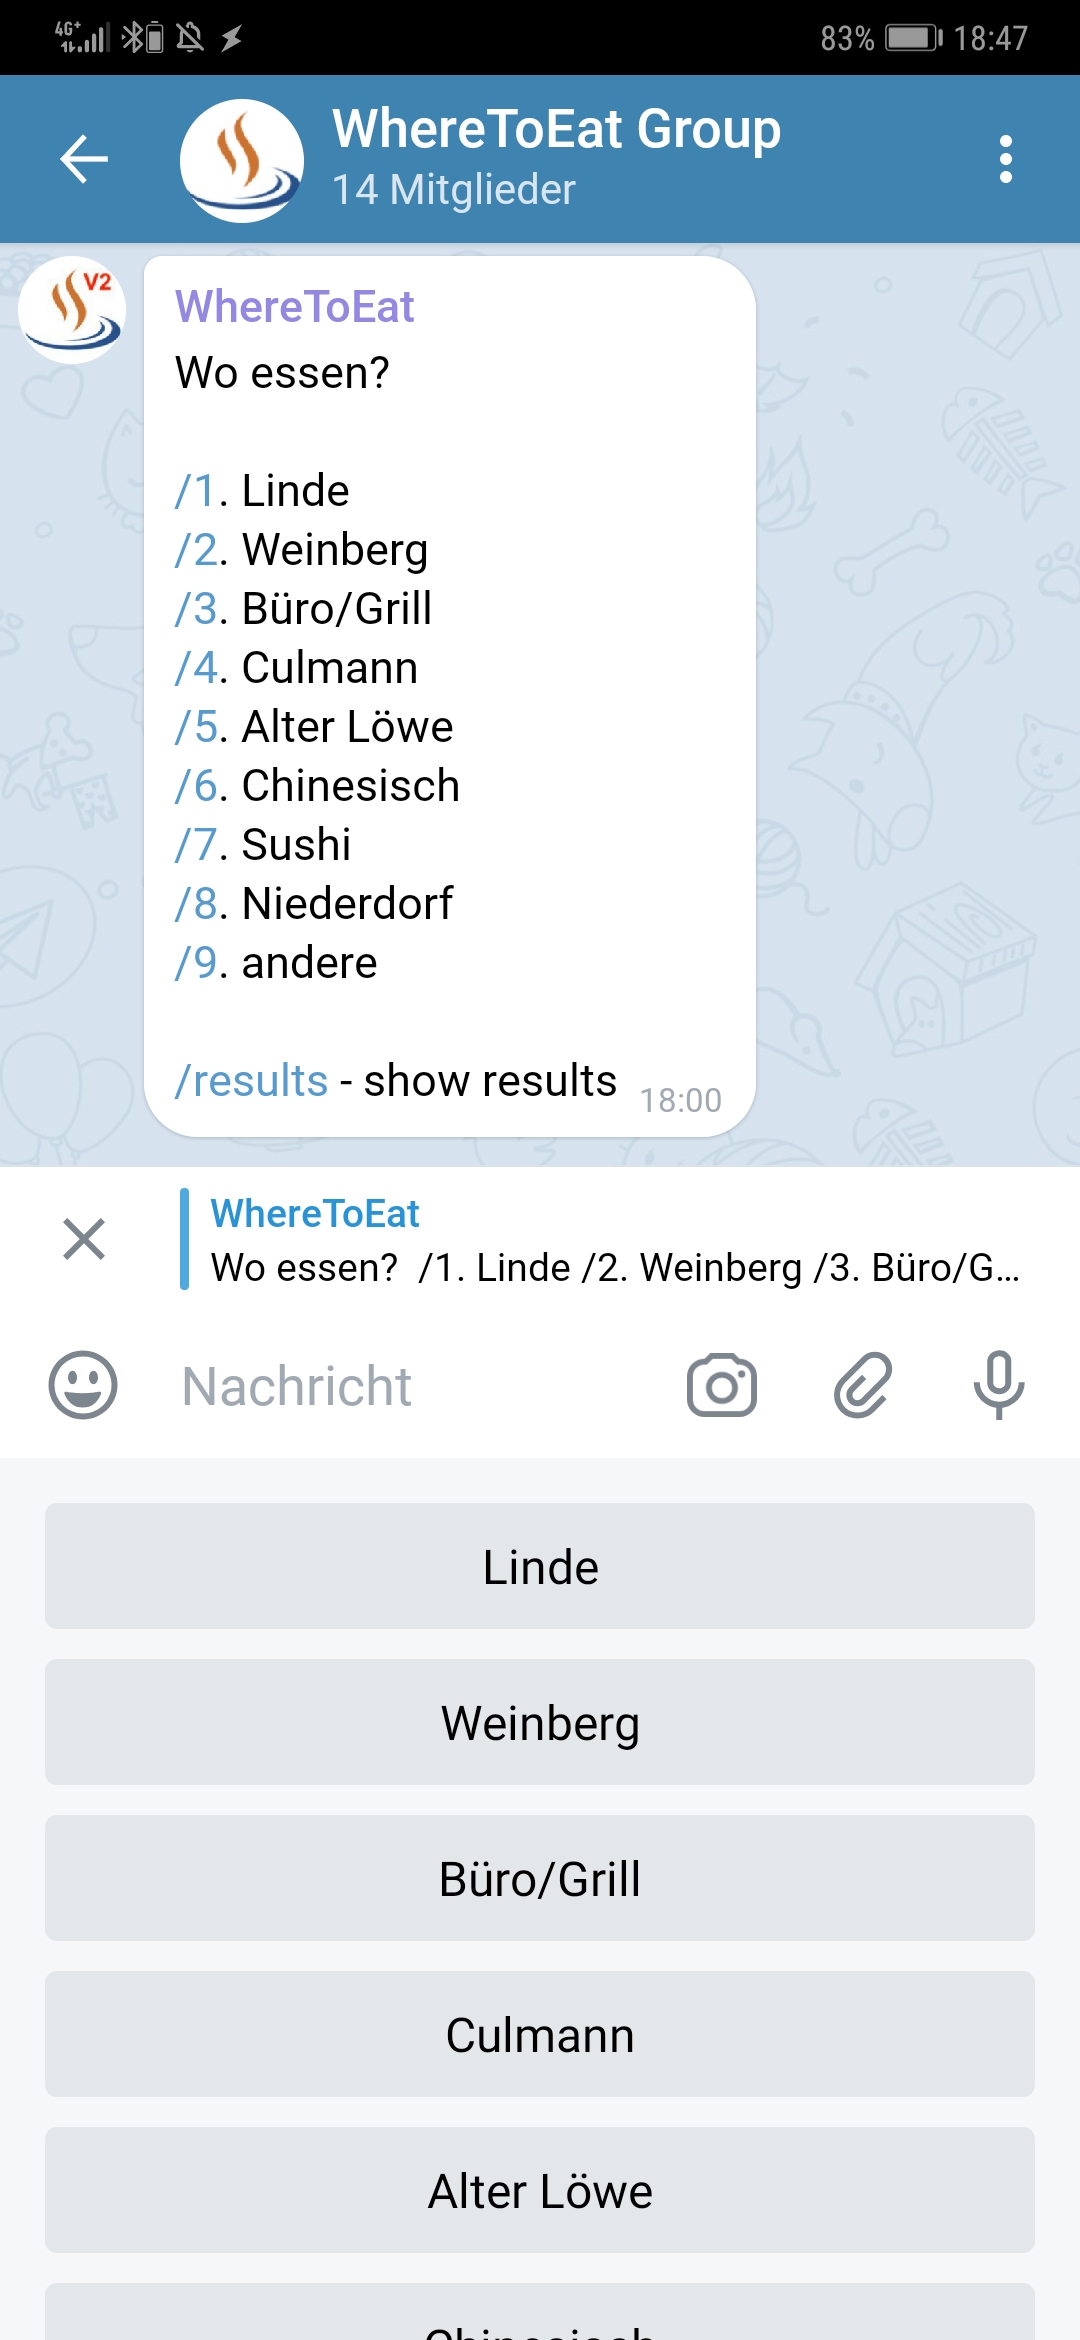 4G+
83% 18:47
WhereToEat Group
14 Mitglieder
V2
WhereToEat
Wo essen?
/1. Linde
/2. Weinberg
/3. Büro/Grill
/4. Culmann
/5. Alter Löwe
/6. Chinesisch
/7. Sushi
/8. Niederdorf
/9. andere
/results - show results 18:00
WhereToEat
Wo essen? /1. Linde /2. Weinberg /3. Büro/G...
Nachricht
Linde
Weinberg
Büro/Grill
Culmann
Alter Löwe
Chinesisch